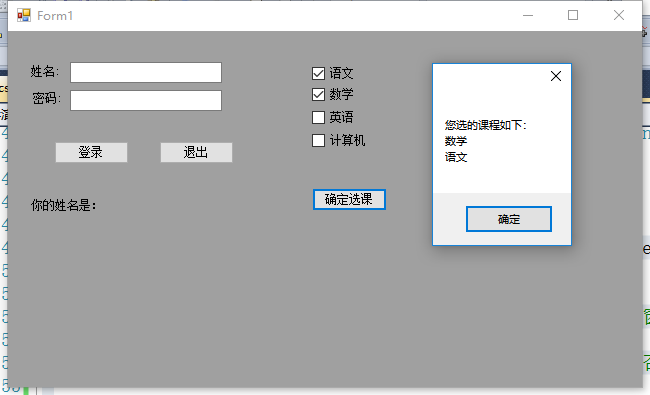 Form1
姓名:
密码:
登录
退出
你的姓名是:
语文
数学
英语
计算机
确定选课
您选的课程如下:
数学
语文
确定